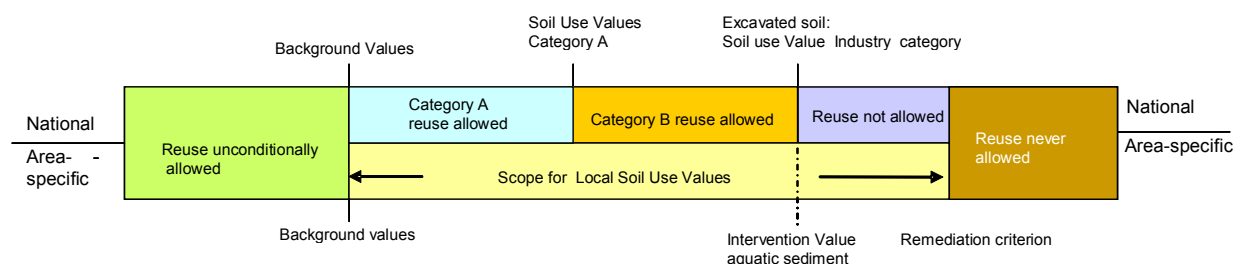 Soil Use Values
Category A
Excavated soil:
Soil use Value Industry category
Background Values
National
Area- -
specific
Reuse unconditionally
allowed
Category A
reuse allowed
Category B reuse allowed
Reuse not allowed
Reuse never
allowed
National
Area-specific
Scope for Local Soil Use Values
Background values
Intervention Value
aquatic sediment
Remediation criterion